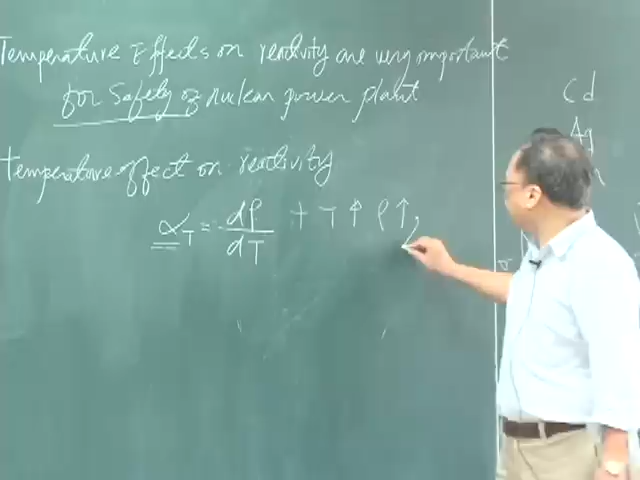 Temperature Effects on reactivity are very important
for Safety of nuclear power plant
temperature effect on reactivity
α_T = dρ/dT + T ↑ ρ ↑,
Cd
Ag
σ